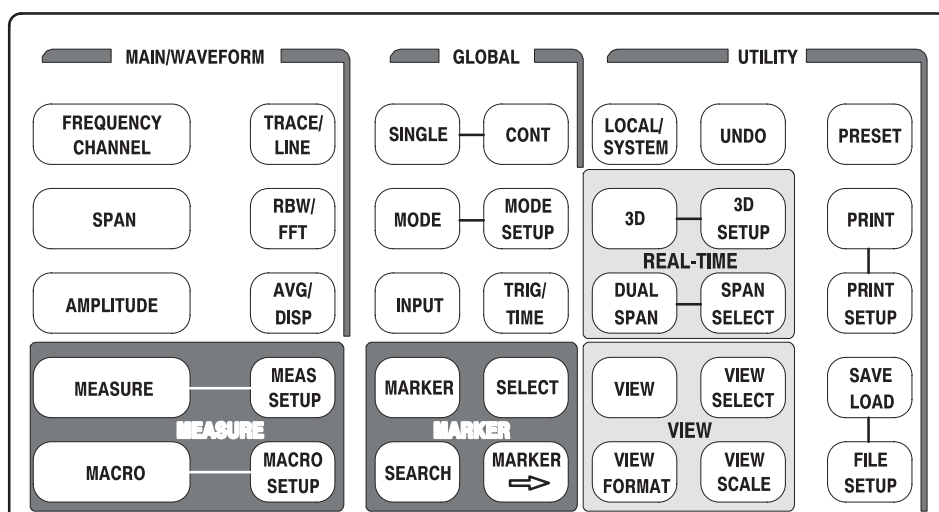 MAIN/WAVEFORM GLOBAL UTILITY
FREQUENCY CHANNEL
TRACE/ LINE
SINGLE
CONT
LOCAL/ SYSTEM
UNDO
PRESET
SPAN
RBW/ FFT
MODE
MODE SETUP
3D
3D SETUP
PRINT
REAL-TIME
AMPLITUDE
AVG/ DISP
INPUT
TRIG/ TIME
DUAL SPAN
SPAN SELECT
PRINT SETUP
MEASURE
MEAS SETUP
MARKER
SELECT
VIEW
VIEW SELECT
SAVE LOAD
MEASURE
MARKER
VIEW
MACRO
MACRO SETUP
SEARCH
MARKER
VIEW FORMAT
VIEW SCALE
FILE SETUP